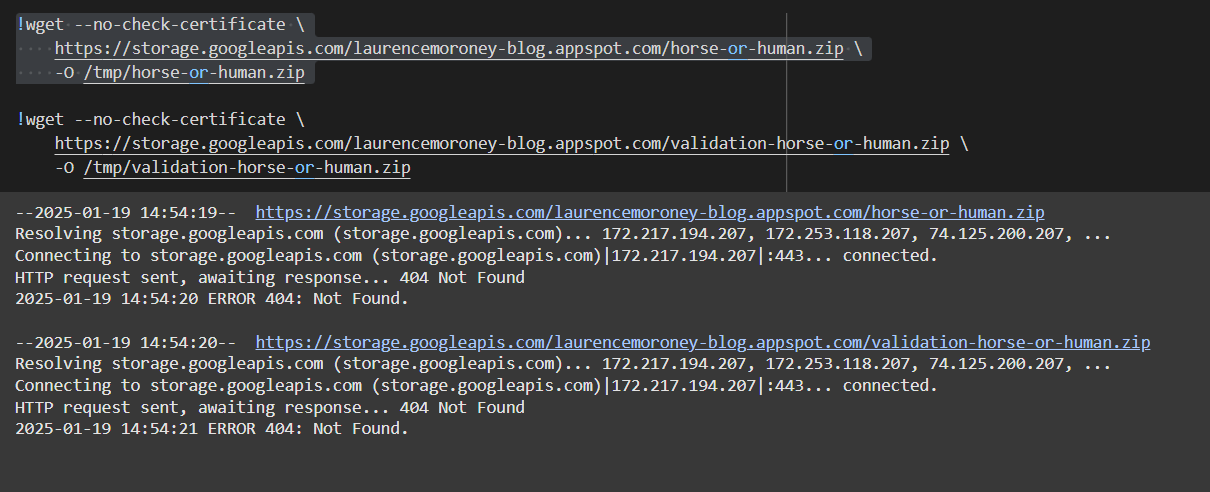 !wget --no-check-certificate \
    https://storage.googleapis.com/laurencemoroney-blog.appspot.com/horse-or-human.zip \
    -O /tmp/horse-or-human.zip

!wget --no-check-certificate \
    https://storage.googleapis.com/laurencemoroney-blog.appspot.com/validation-horse-or-human.zip \
    -O /tmp/validation-horse-or-human.zip

--2025-01-19 14:54:19--  https://storage.googleapis.com/laurencemoroney-blog.appspot.com/horse-or-human.zip
Resolving storage.googleapis.com (storage.googleapis.com)... 172.217.194.207, 172.253.118.207, 74.125.200.207, ...
Connecting to storage.googleapis.com (storage.googleapis.com)|172.217.194.207|:443... connected.
HTTP request sent, awaiting response... 404 Not Found
2025-01-19 14:54:20 ERROR 404: Not Found.

--2025-01-19 14:54:20--  https://storage.googleapis.com/laurencemoroney-blog.appspot.com/validation-horse-or-human.zip
Resolving storage.googleapis.com (storage.googleapis.com)... 172.217.194.207, 172.253.118.207, 74.125.200.207, ...
Connecting to storage.googleapis.com (storage.googleapis.com)|172.217.194.207|:443... connected.
HTTP request sent, awaiting response... 404 Not Found
2025-01-19 14:54:21 ERROR 404: Not Found.